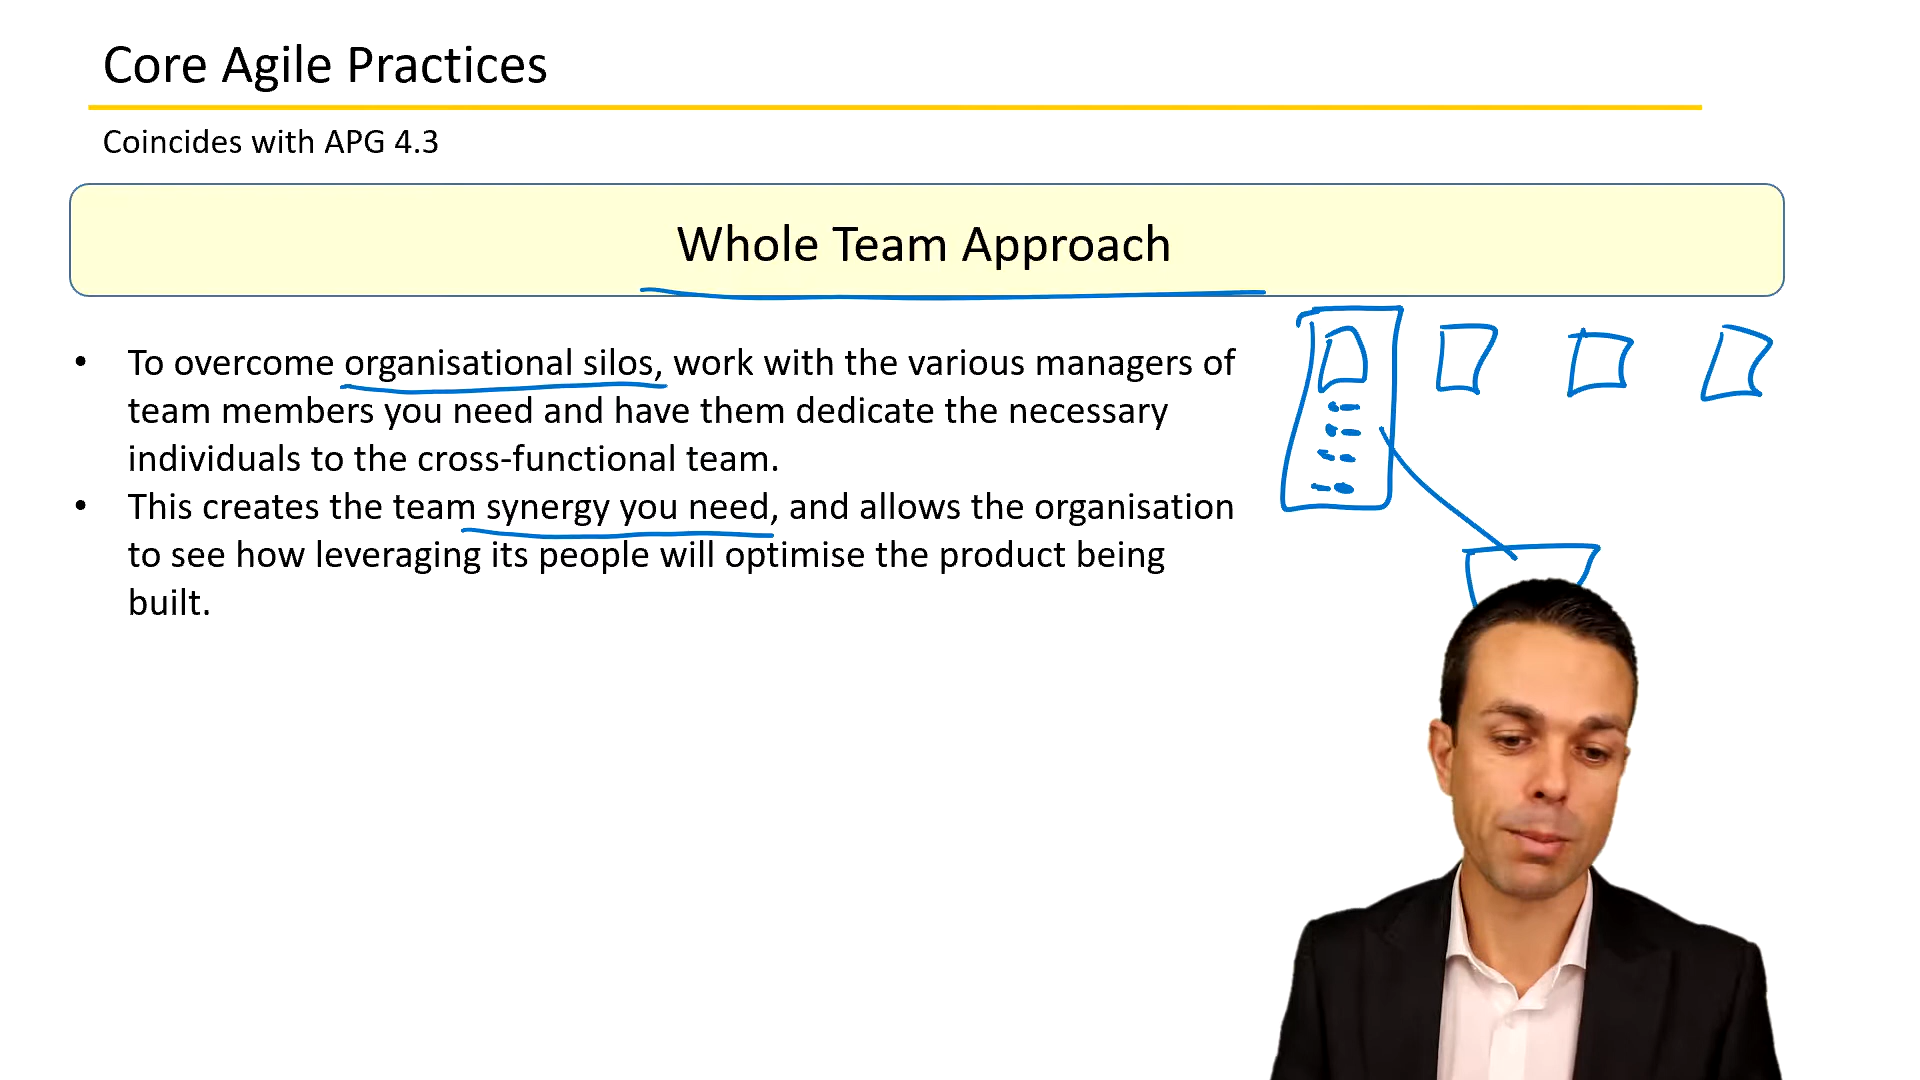 Core Agile Practices
Coincides with APG 4.3
Whole Team Approach
• To overcome organisational silos, work with the various managers of
team members you need and have them dedicate the necessary
individuals to the cross-functional team.
• This creates the team synergy you need, and allows the organisation
to see how leveraging its people will optimise the product being
built.